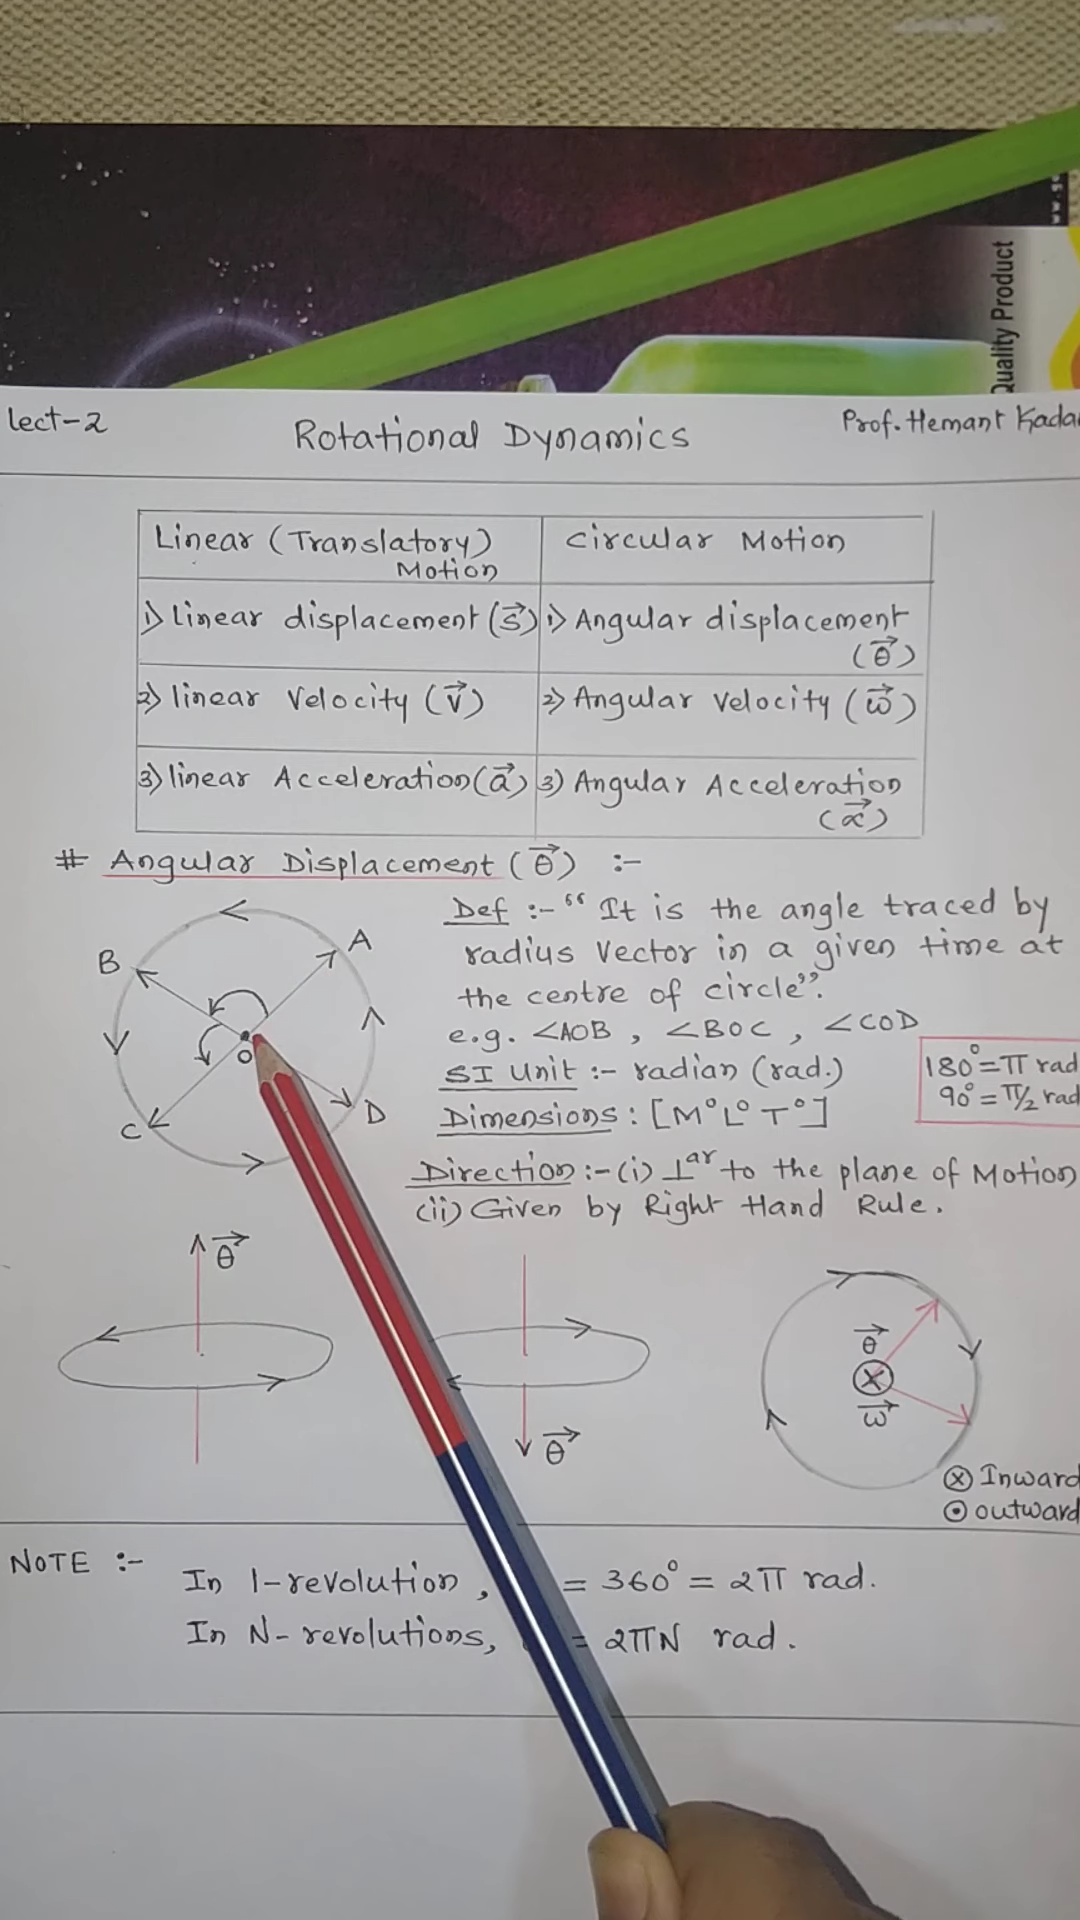 Quality Product
Lect-2
Rotational Dynamics
Prof. Hemant Kadam
Linear (Translatory) Motion
Circular Motion
1) linear displacement (s⃗)
1) Angular displacement (θ⃗)
2) linear Velocity (v⃗)
2) Angular Velocity (ω⃗)
3) linear Acceleration (a⃗)
3) Angular Acceleration (α⃗)
# Angular Displacement (θ⃗) :-
Def :- “ It is the angle traced by
radius vector in a given time at
the centre of circle”.
e.g. ∠AOB , ∠BOC , ∠COD
SI Unit :- radian (rad.)
180° = π rad
90° = π/2 rad
Dimensions : [M° L° T°]
Direction :- (i) ⊥ar to the plane of Motion
(ii) Given by Right Hand Rule.
A
B
O
C
D
θ⃗
θ⃗
θ⃗
ω⃗
⊗ Inward
⊙ outward
NOTE :-
In 1-revolution , = 360° = 2π rad.
In N-revolutions, = 2πN rad.